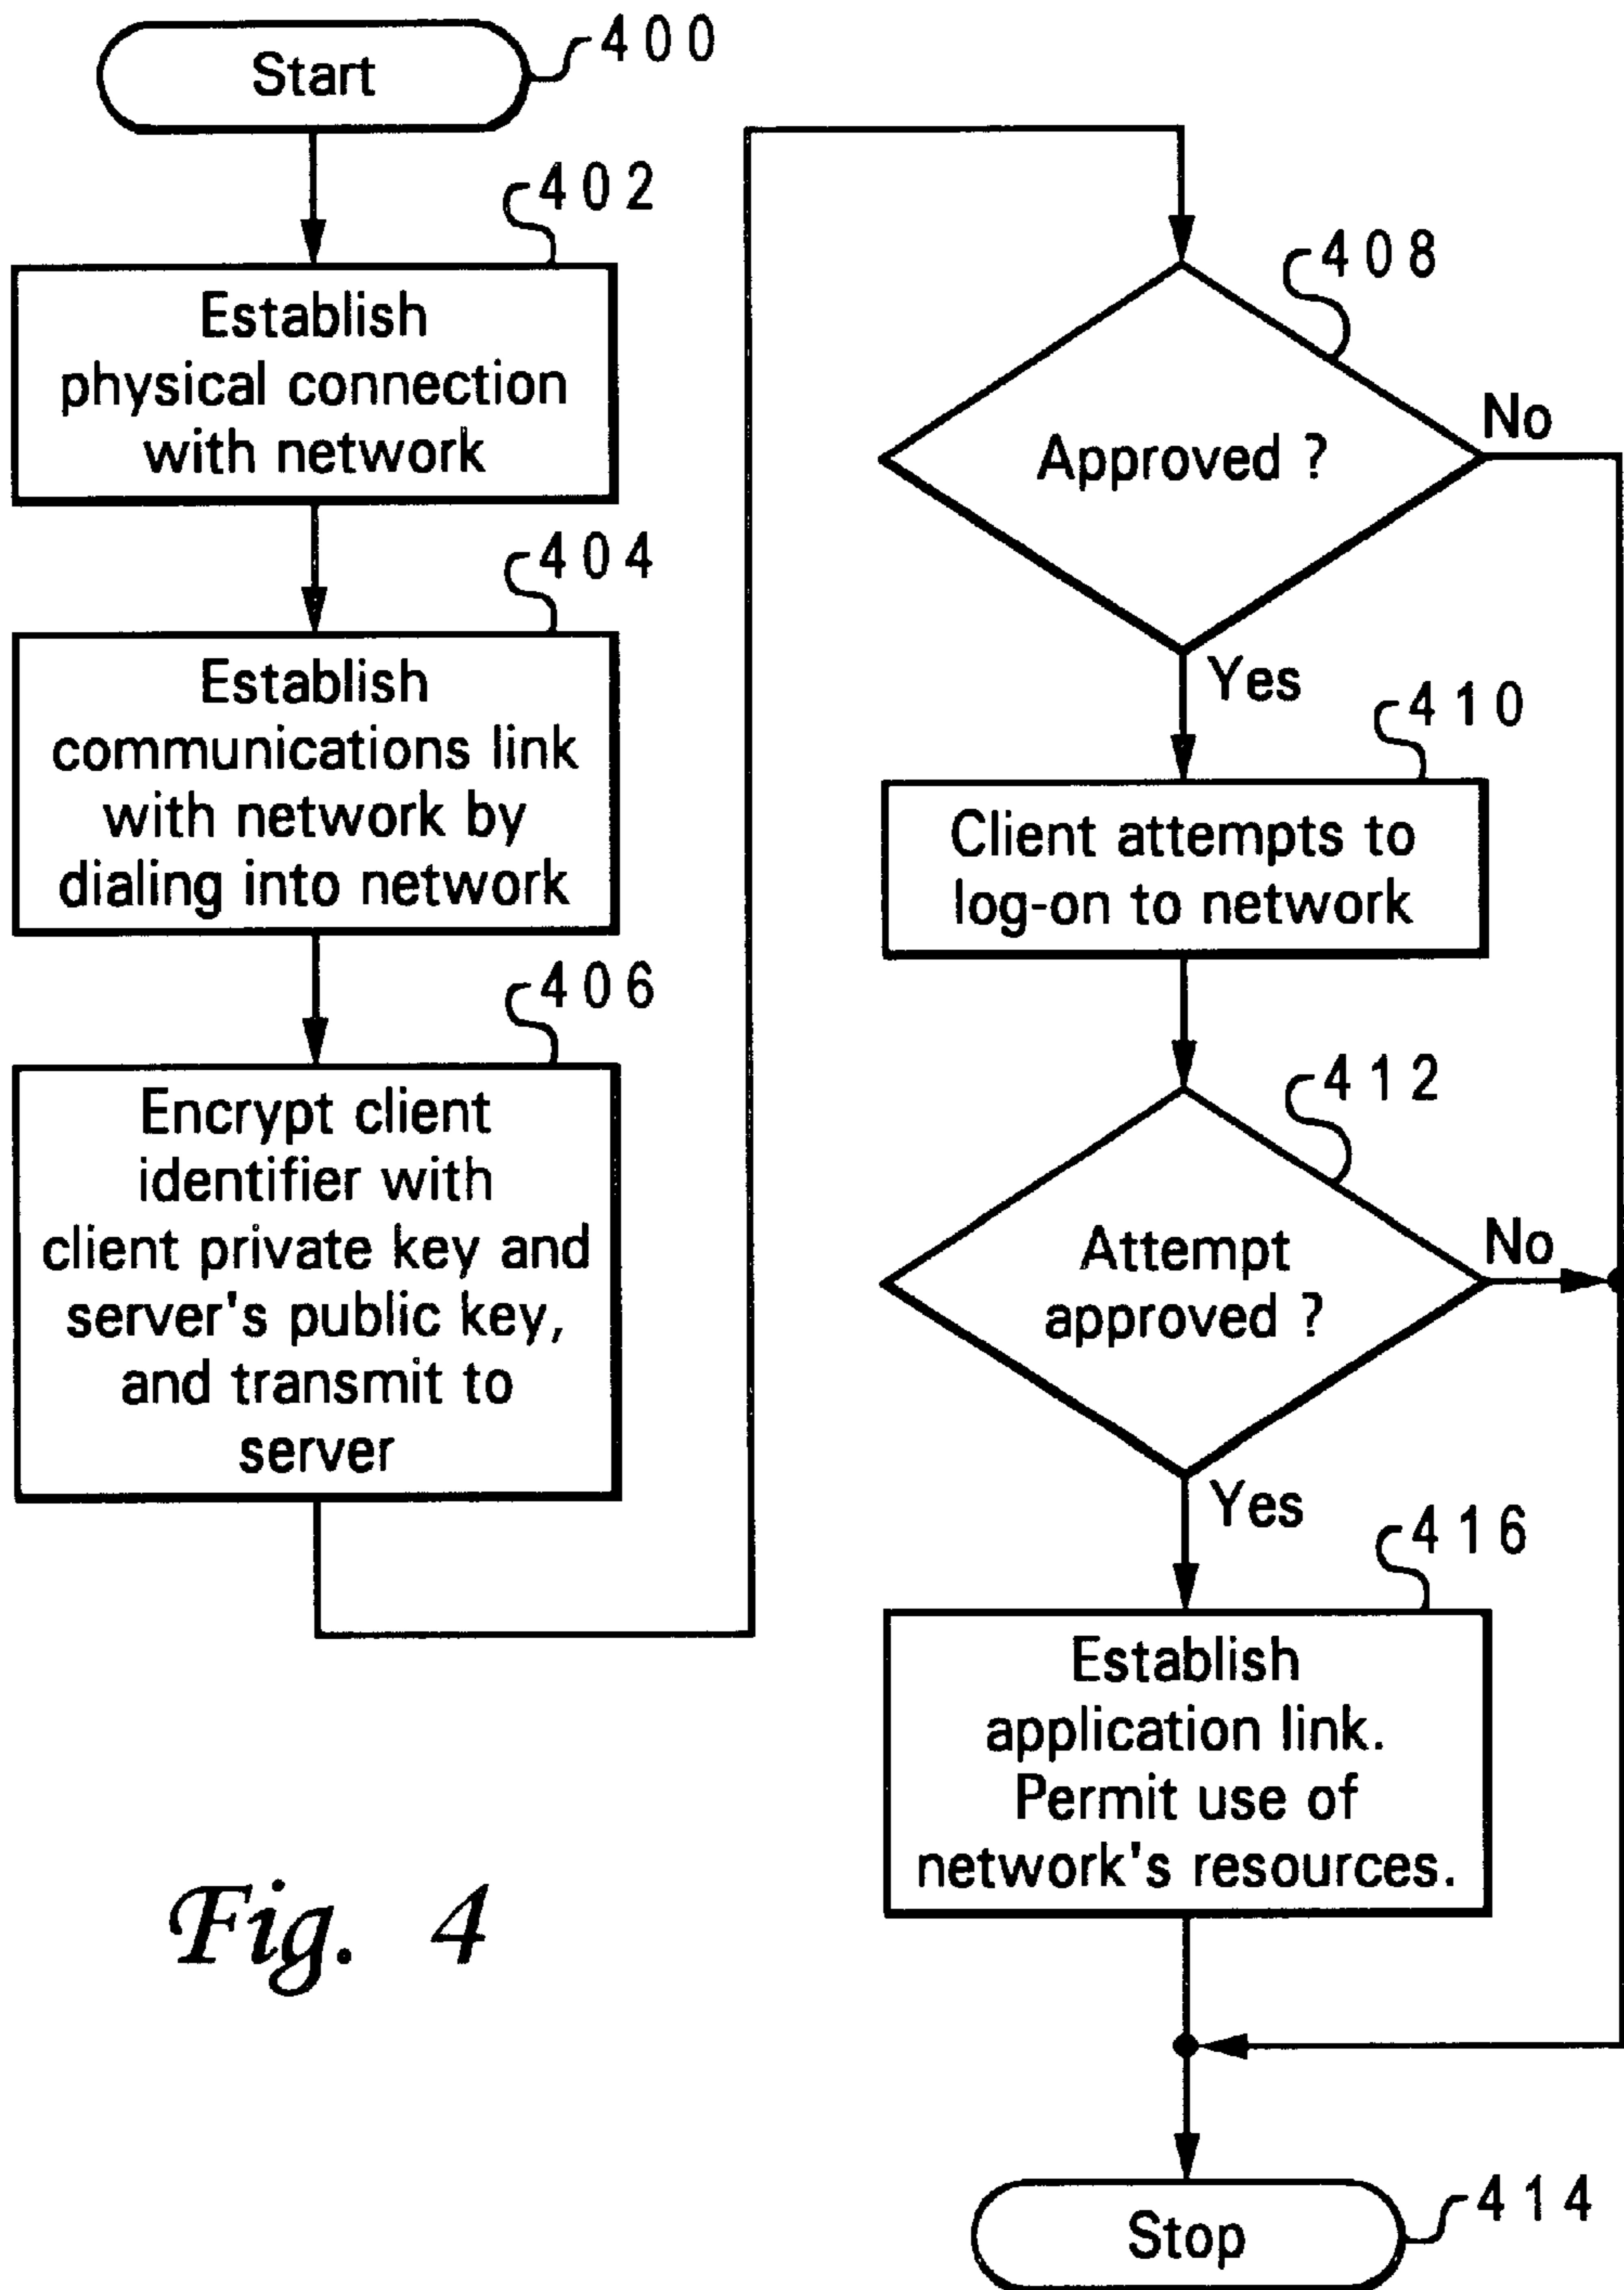 Start
400
402
Establish
physical connection
with network
404
Establish
communications link
with network by
dialing into network
406
Encrypt client
identifier with
client private key and
server's public key,
and transmit to
server
408
Approved ?
No
Yes
410
Client attempts to
log-on to network
412
Attempt
approved ?
No
Yes
416
Establish
application link.
Permit use of
network's resources.
414
Stop
Fig. 4